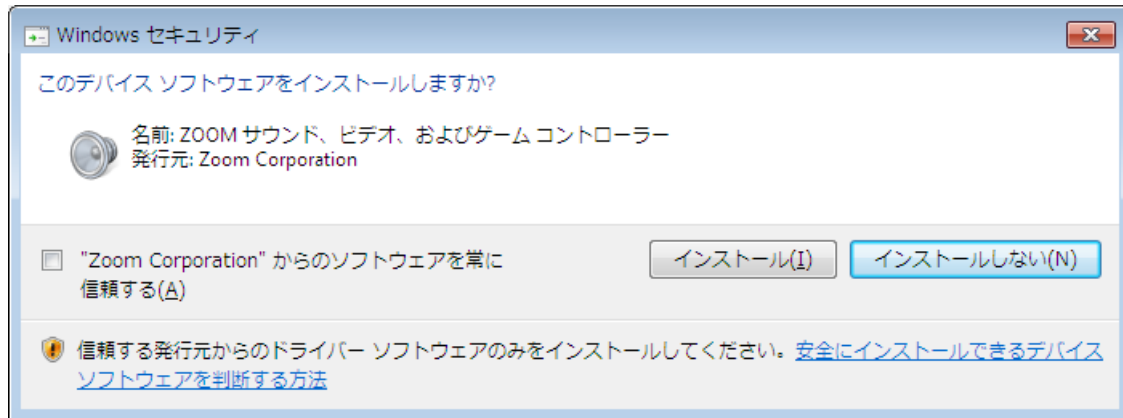 Windows セキュリティ
このデバイス ソフトウェアをインストールしますか?
名前: ZOOM サウンド、ビデオ、およびゲーム コントローラー
発行元: Zoom Corporation
"Zoom Corporation" からのソフトウェアを常に
信頼する(A)
インストール(I)
インストールしない(N)
信頼する発行元からのドライバー ソフトウェアのみをインストールしてください。安全にインストールできるデバイス
ソフトウェアを判断する方法